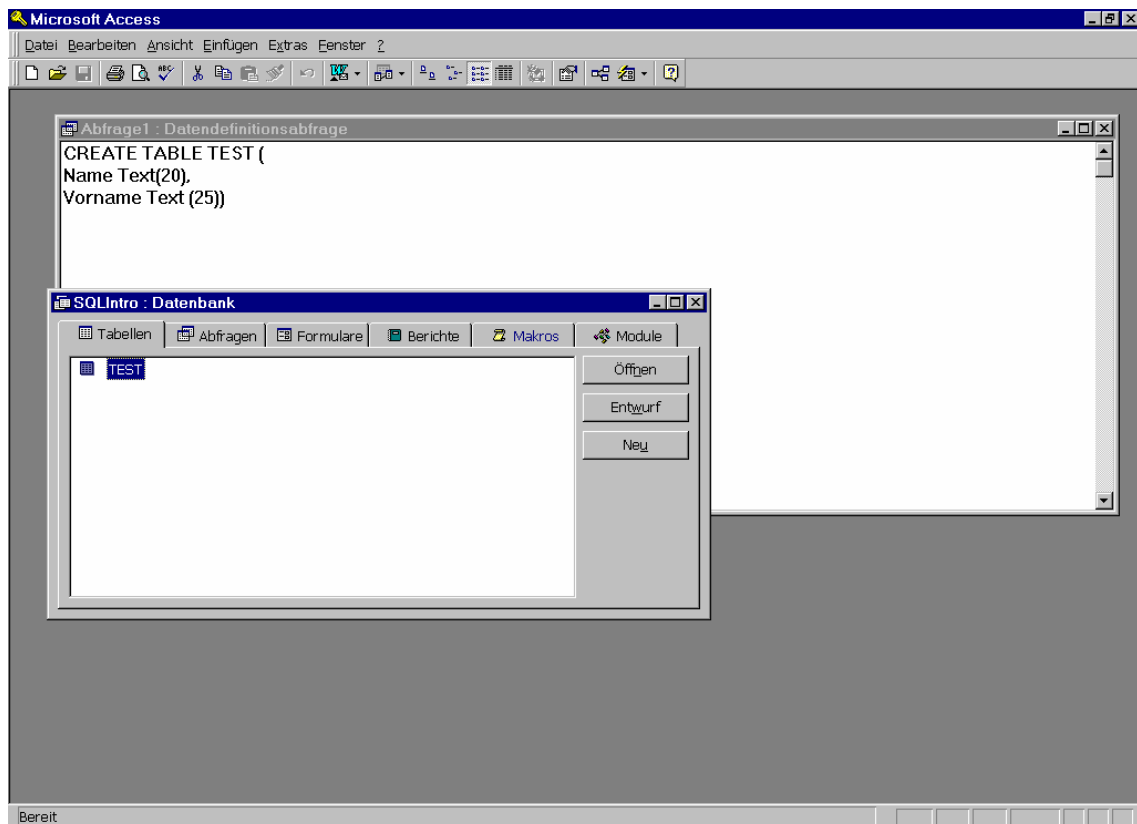 Microsoft Access
Datei Bearbeiten Ansicht Einfügen Extras Fenster ?
Abfrage1 : Datendefinitionsabfrage
CREATE TABLE TEST (
Name Text(20),
Vorname Text (25))
SQLIntro : Datenbank
Tabellen Abfragen Formulare Berichte Makros Module
TEST
Öffnen
Entwurf
Neu
Bereit